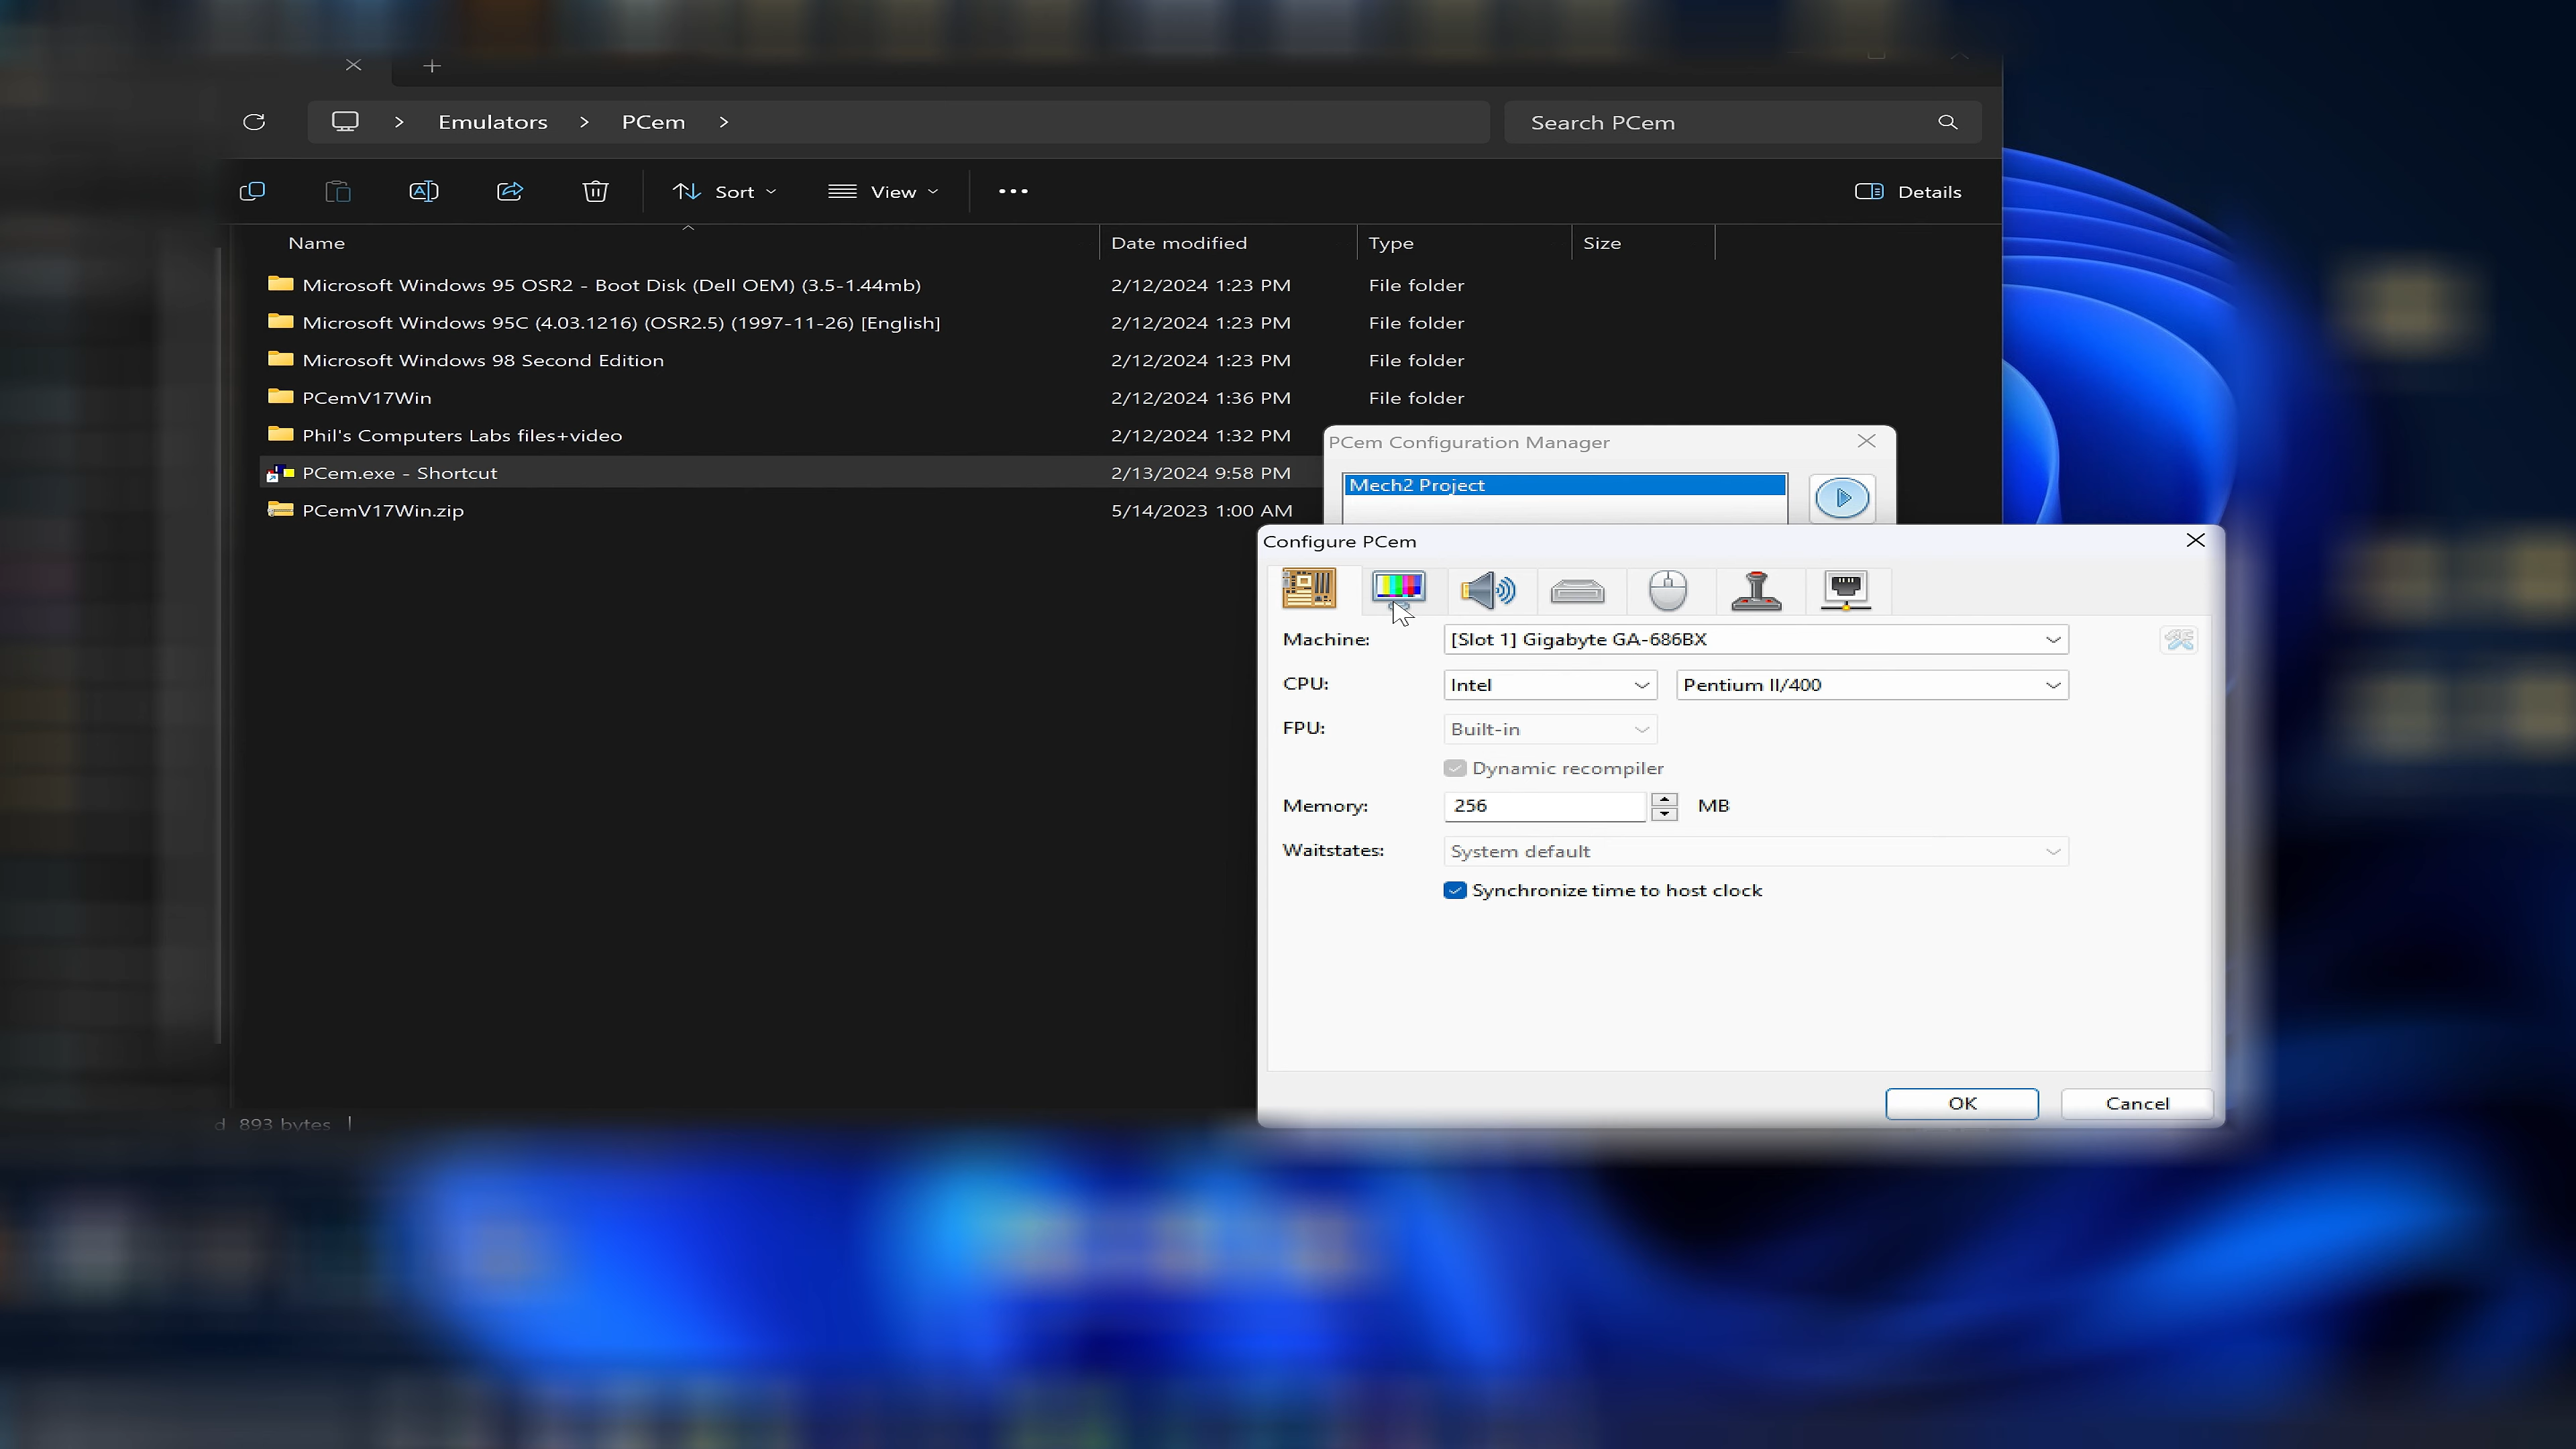 Emulators > PCem >
Search PCem
Sort
View
Details
Name Date modified Type Size
Microsoft Windows 95 OSR2 - Boot Disk (Dell OEM) (3.5-1.44mb) 2/12/2024 1:23 PM File folder
Microsoft Windows 95C (4.03.1216) (OSR2.5) (1997-11-26) [English] 2/12/2024 1:23 PM File folder
Microsoft Windows 98 Second Edition 2/12/2024 1:23 PM File folder
PCemV17Win 2/12/2024 1:36 PM File folder
Phil's Computers Labs files+video 2/12/2024 1:32 PM
PCem.exe - Shortcut 2/13/2024 9:58 PM
PCemV17Win.zip 5/14/2023 1:00 AM
d 893 bytes
PCem Configuration Manager
Mech2 Project
Configure PCem
Machine: [Slot 1] Gigabyte GA-686BX
CPU: Intel Pentium II/400
FPU: Built-in
Dynamic recompiler
Memory: 256 MB
Waitstates: System default
Synchronize time to host clock
OK Cancel